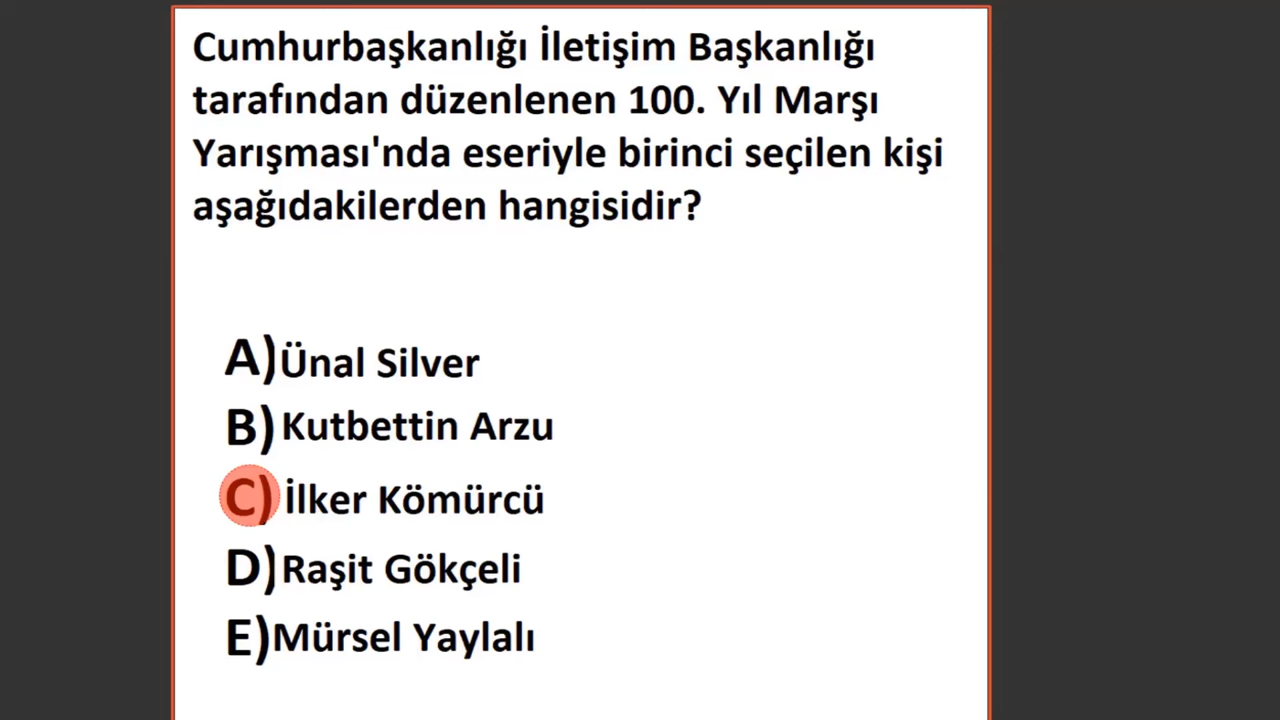 Cumhurbaşkanlığı İletişim Başkanlığı
tarafından düzenlenen 100. Yıl Marşı
Yarışması'nda eseriyle birinci seçilen kişi
aşağıdakilerden hangisidir?
A) Ünal Silver
B) Kutbettin Arzu
C) İlker Kömürcü
D) Raşit Gökçeli
E) Mürsel Yaylalı